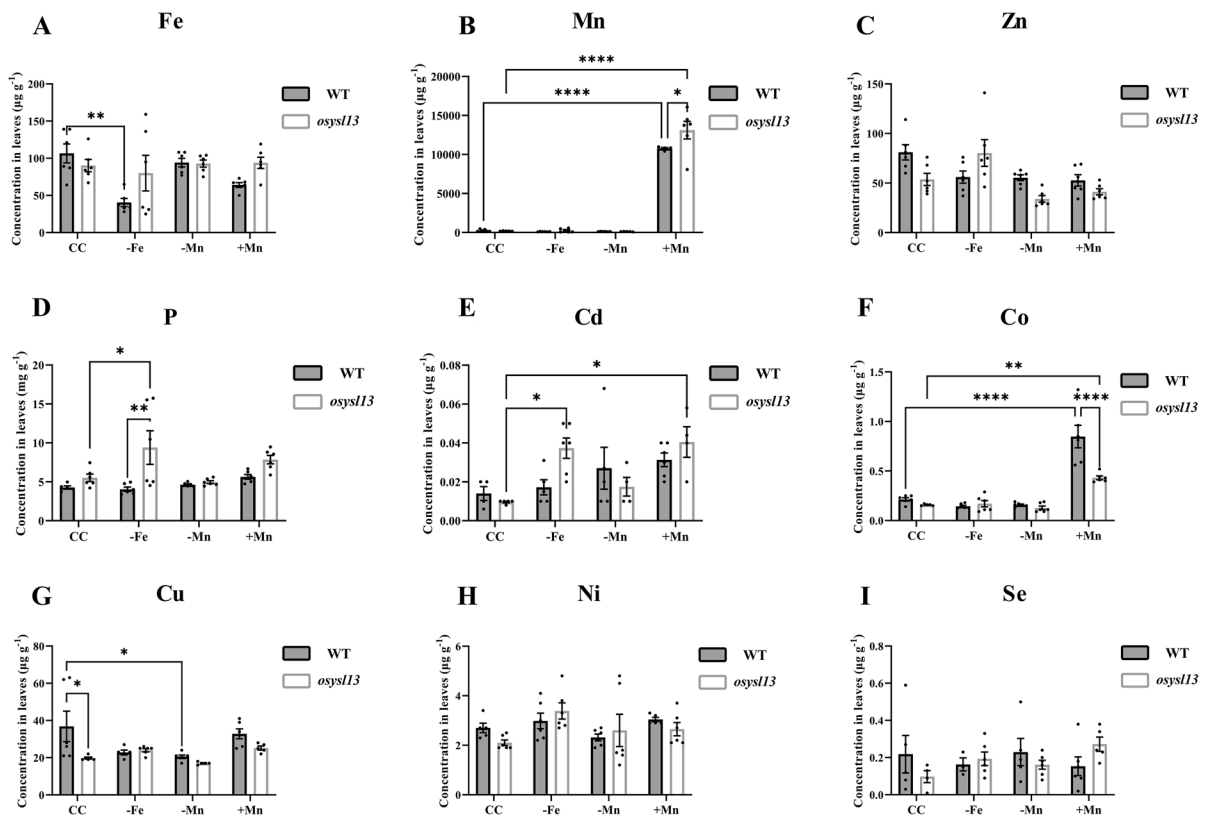 A Fe
Concentration in leaves (µg g⁻¹)
200
150
100
50
0
**
CC -Fe -Mn +Mn
WT
osysl13
B Mn
Concentration in leaves (µg g⁻¹)
20000
15000
10000
5000
0
****
****
*
CC -Fe -Mn +Mn
WT
osysl13
C Zn
Concentration in leaves (µg g⁻¹)
150
100
50
0
CC -Fe -Mn +Mn
WT
osysl13
D P
Concentration in leaves (mg g⁻¹)
20
15
10
5
0
*
**
CC -Fe -Mn +Mn
WT
osysl13
E Cd
Concentration in leaves (µg g⁻¹)
0.08
0.06
0.04
0.02
0.00
*
*
CC -Fe -Mn +Mn
WT
osysl13
F Co
Concentration in leaves (µg g⁻¹)
1.5
1.0
0.5
0.0
**
**** ****
CC -Fe -Mn +Mn
WT
osysl13
G Cu
Concentration in leaves (µg g⁻¹)
80
60
40
20
0
*
*
CC -Fe -Mn +Mn
WT
osysl13
H Ni
Concentration in leaves (µg g⁻¹)
6
4
2
0
CC -Fe -Mn +Mn
WT
osysl13
I Se
Concentration in leaves (µg g⁻¹)
0.8
0.6
0.4
0.2
0.0
CC -Fe -Mn +Mn
WT
osysl13